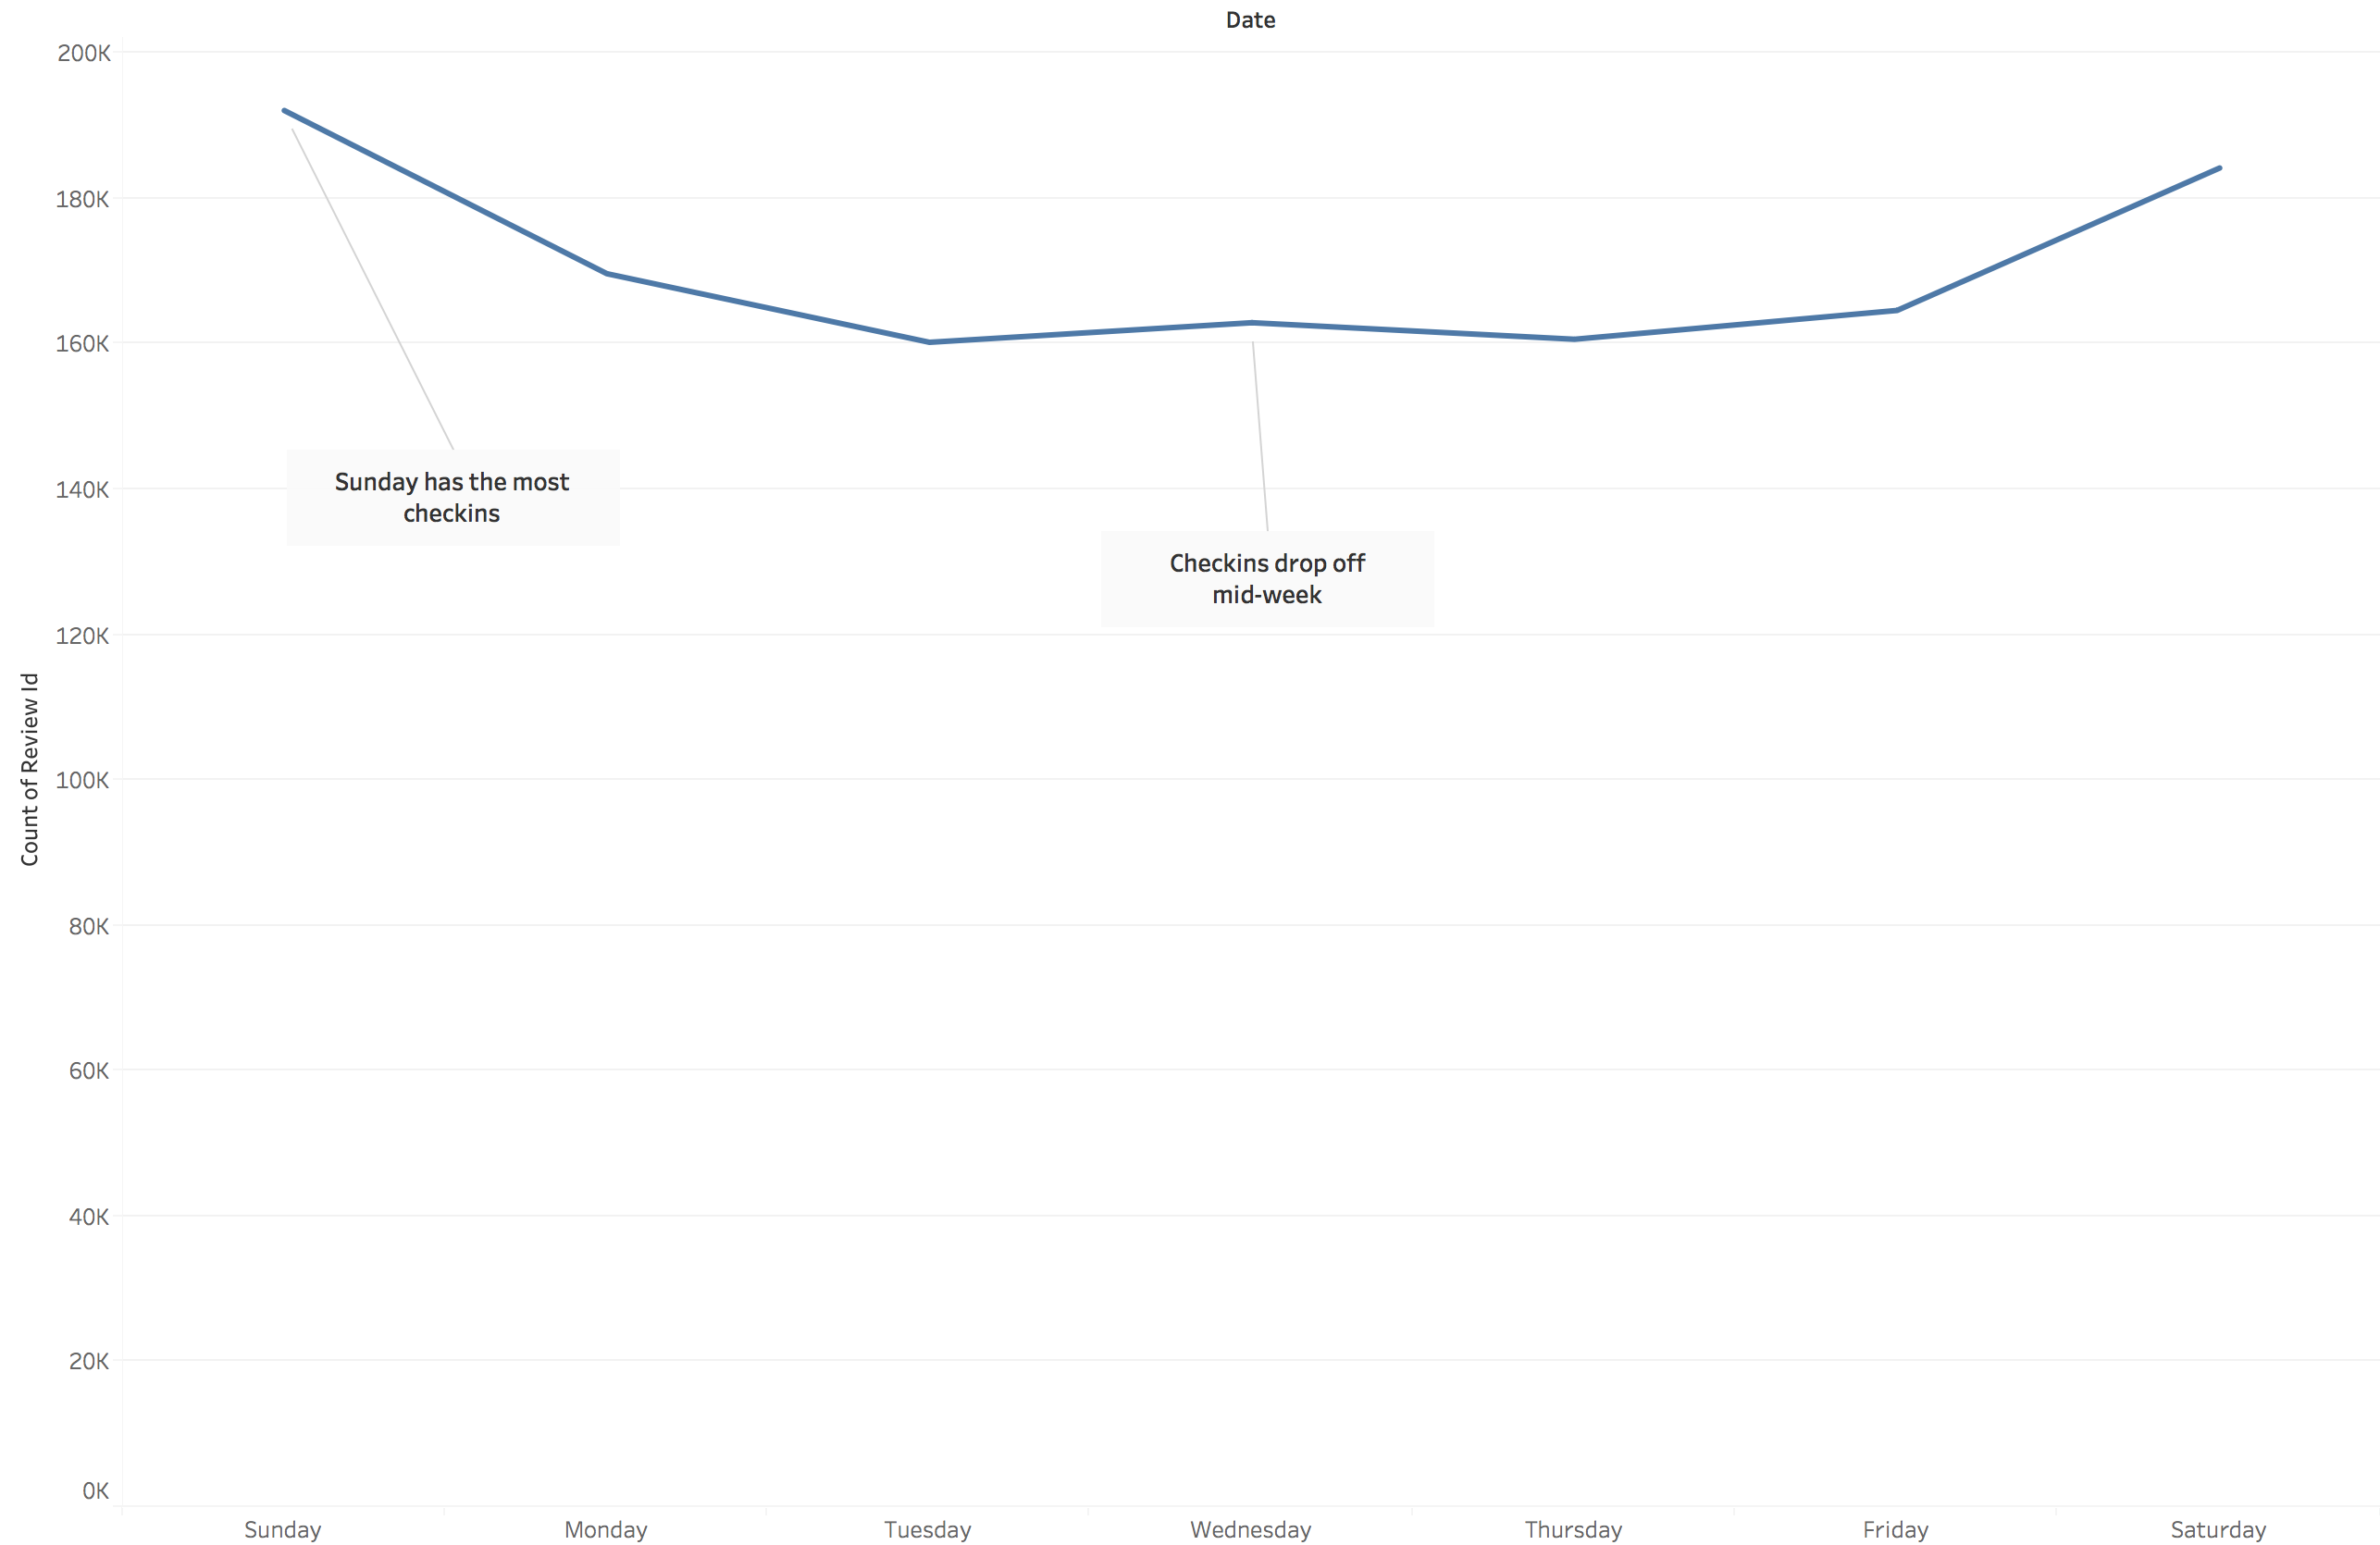 Date
200K
180K
160K
140K
120K
100K
80K
60K
40K
20K
0K
Count of Review Id
Sunday has the most
checkins
Checkins drop off
mid-week
Sunday
Monday
Tuesday
Wednesday
Thursday
Friday
Saturday